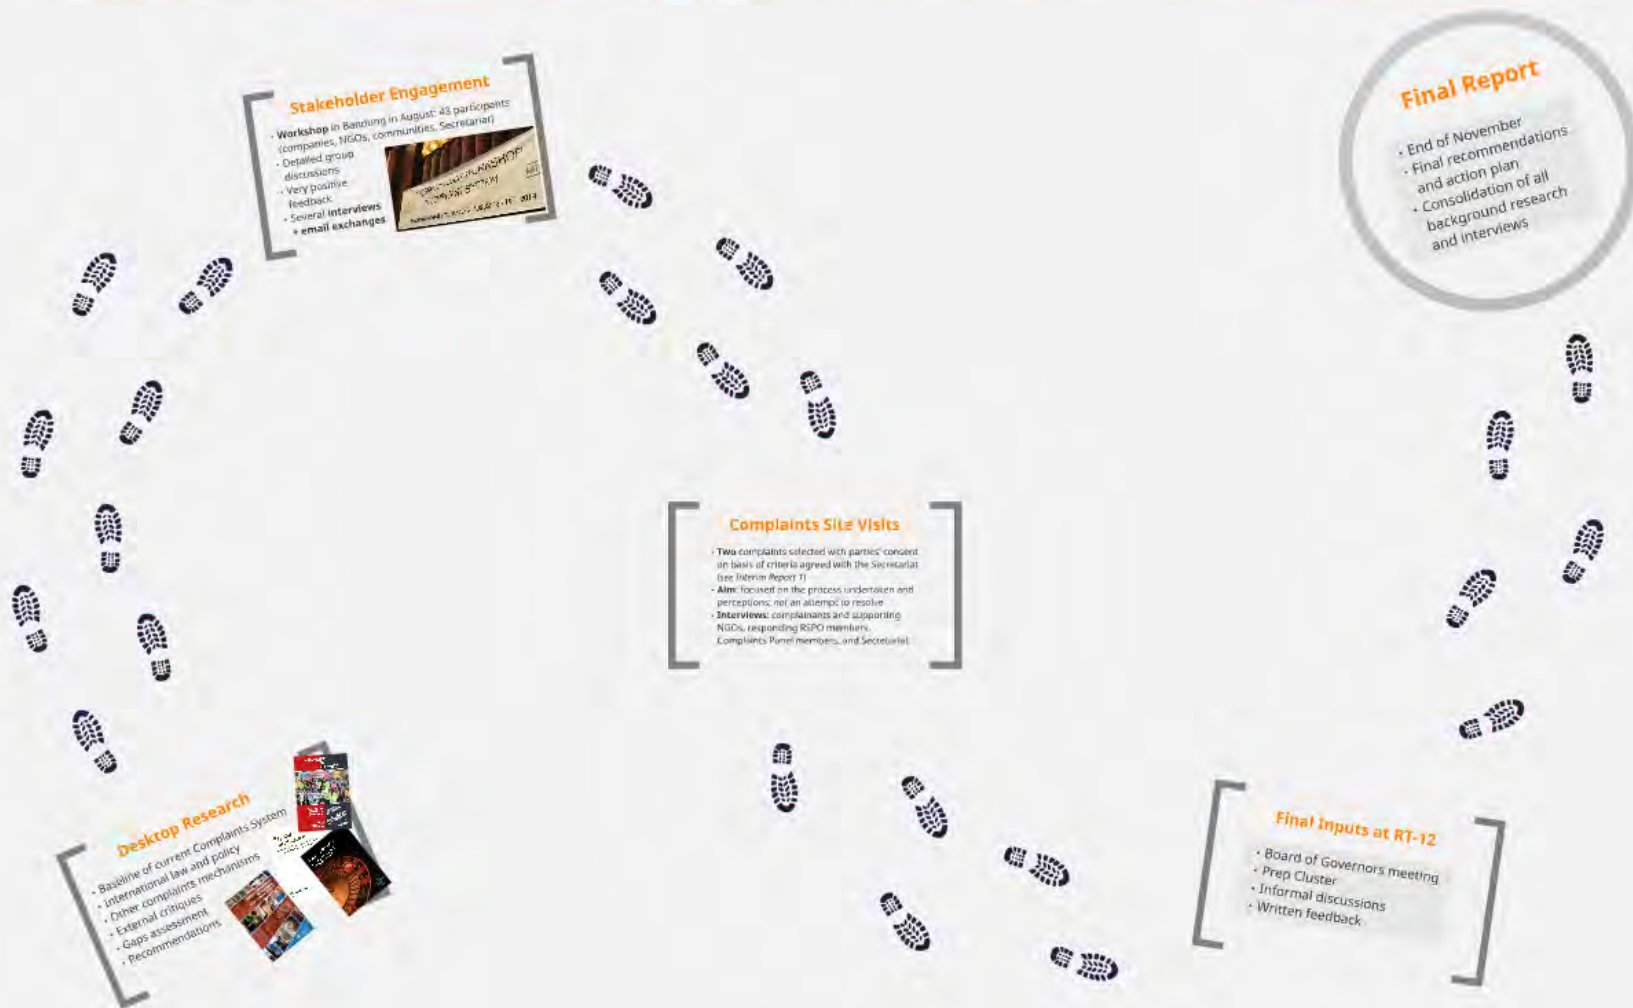 Stakeholder Engagement
• Workshop in Bandung in August: 43 participants
(companies, NGOs, communities, Secretariat)
• Detailed group
discussions
• Very positive
feedback
• Several interviews
+ email exchanges
Final Report
• End of November
• Final recommendations
and action plan
• Consolidation of all
background research
and interviews
Complaints Site Visits
• Two complaints selected with parties' consent
on basis of criteria agreed with the Secretariat
(see Interim Report 1)
• Aim: focused on the process undertaken and
perceptions; not an attempt to resolve
• Interviews: complainants and supporting
NGOs, responding RSPO members,
Complaints Panel members, and Secretariat
Desktop Research
• Baseline of current Complaints System
• International law and policy
• Other complaints mechanisms
• External critiques
• Gaps assessment
• Recommendations
Final Inputs at RT-12
• Board of Governors meeting
• Prep Cluster
• Informal discussions
• Written feedback